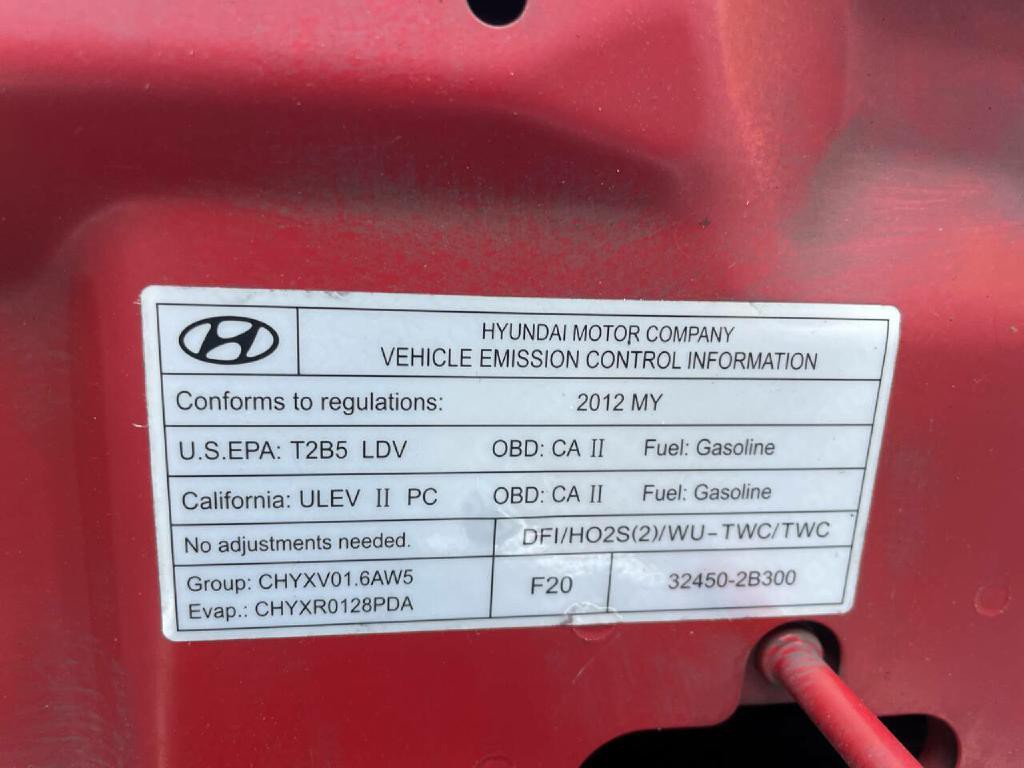 HYUNDAI MOTOR COMPANY
VEHICLE EMISSION CONTROL INFORMATION
Conforms to regulations: 2012 MY
U.S.EPA: T2B5 LDV OBD: CA II Fuel: Gasoline
California: ULEV II PC OBD: CA II Fuel: Gasoline
No adjustments needed. DFI/HO2S(2)/WU-TWC/TWC
Group: CHYXV01.6AW5
Evap.: CHYXR0128PDA
F20
32450-2B300